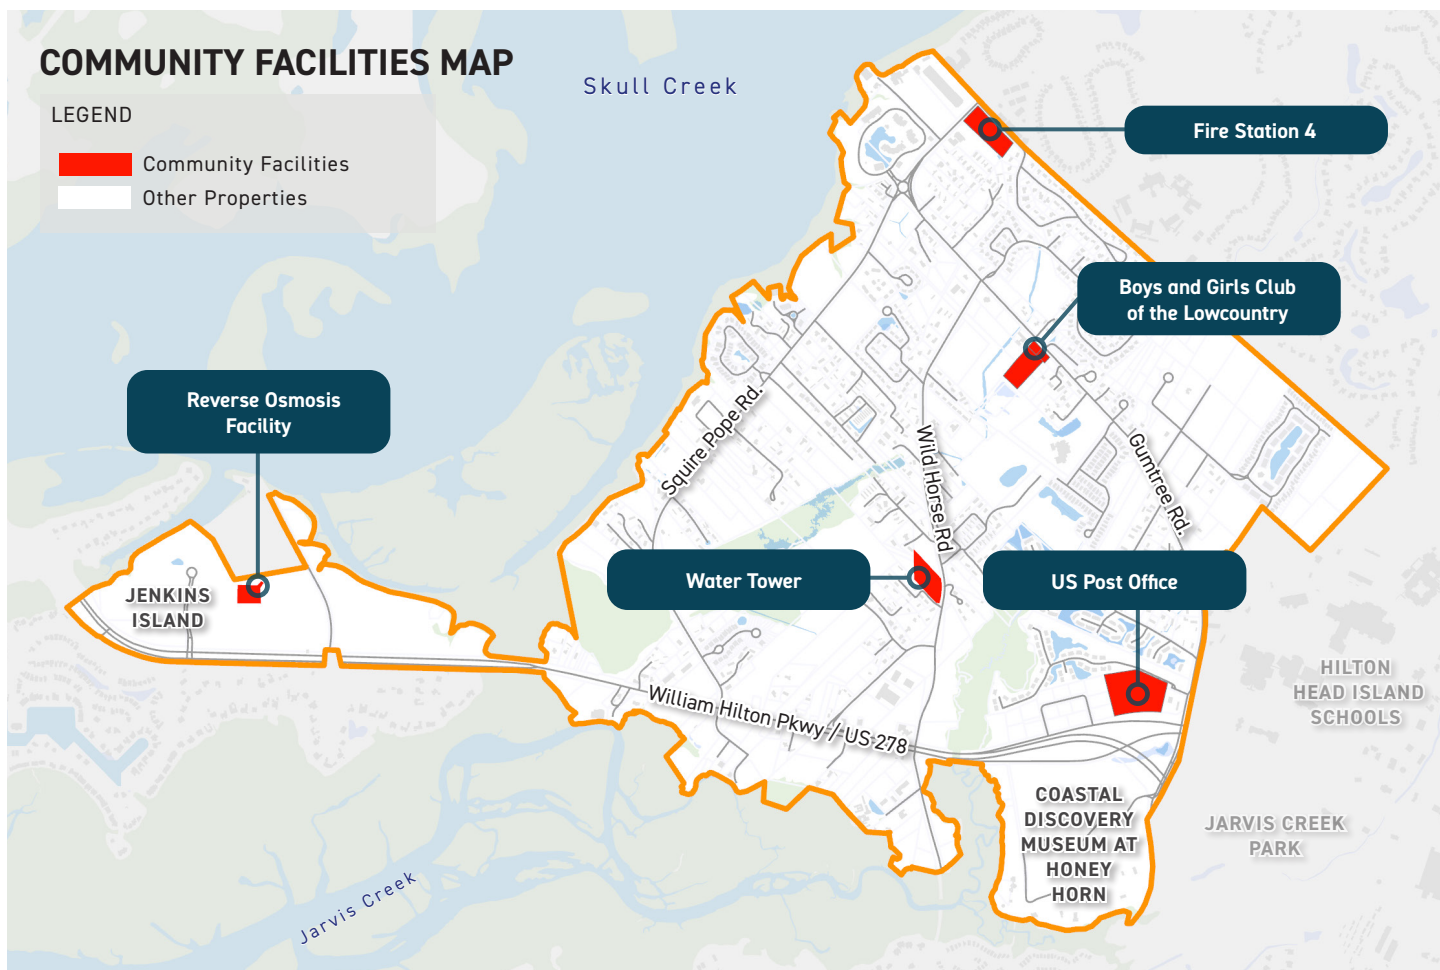 COMMUNITY FACILITIES MAP
LEGEND
Community Facilities
Other Properties
Skull Creek
Fire Station 4
Boys and Girls Club
of the Lowcountry
Reverse Osmosis
Facility
Squire Pope Rd.
Wild Horse Rd
Gumtree Rd.
Water Tower
US Post Office
JENKINS
ISLAND
William Hilton Pkwy / US 278
HILTON
HEAD ISLAND
SCHOOLS
COASTAL
DISCOVERY
MUSEUM AT
HONEY
HORN
JARVIS CREEK
PARK
Jarvis Creek